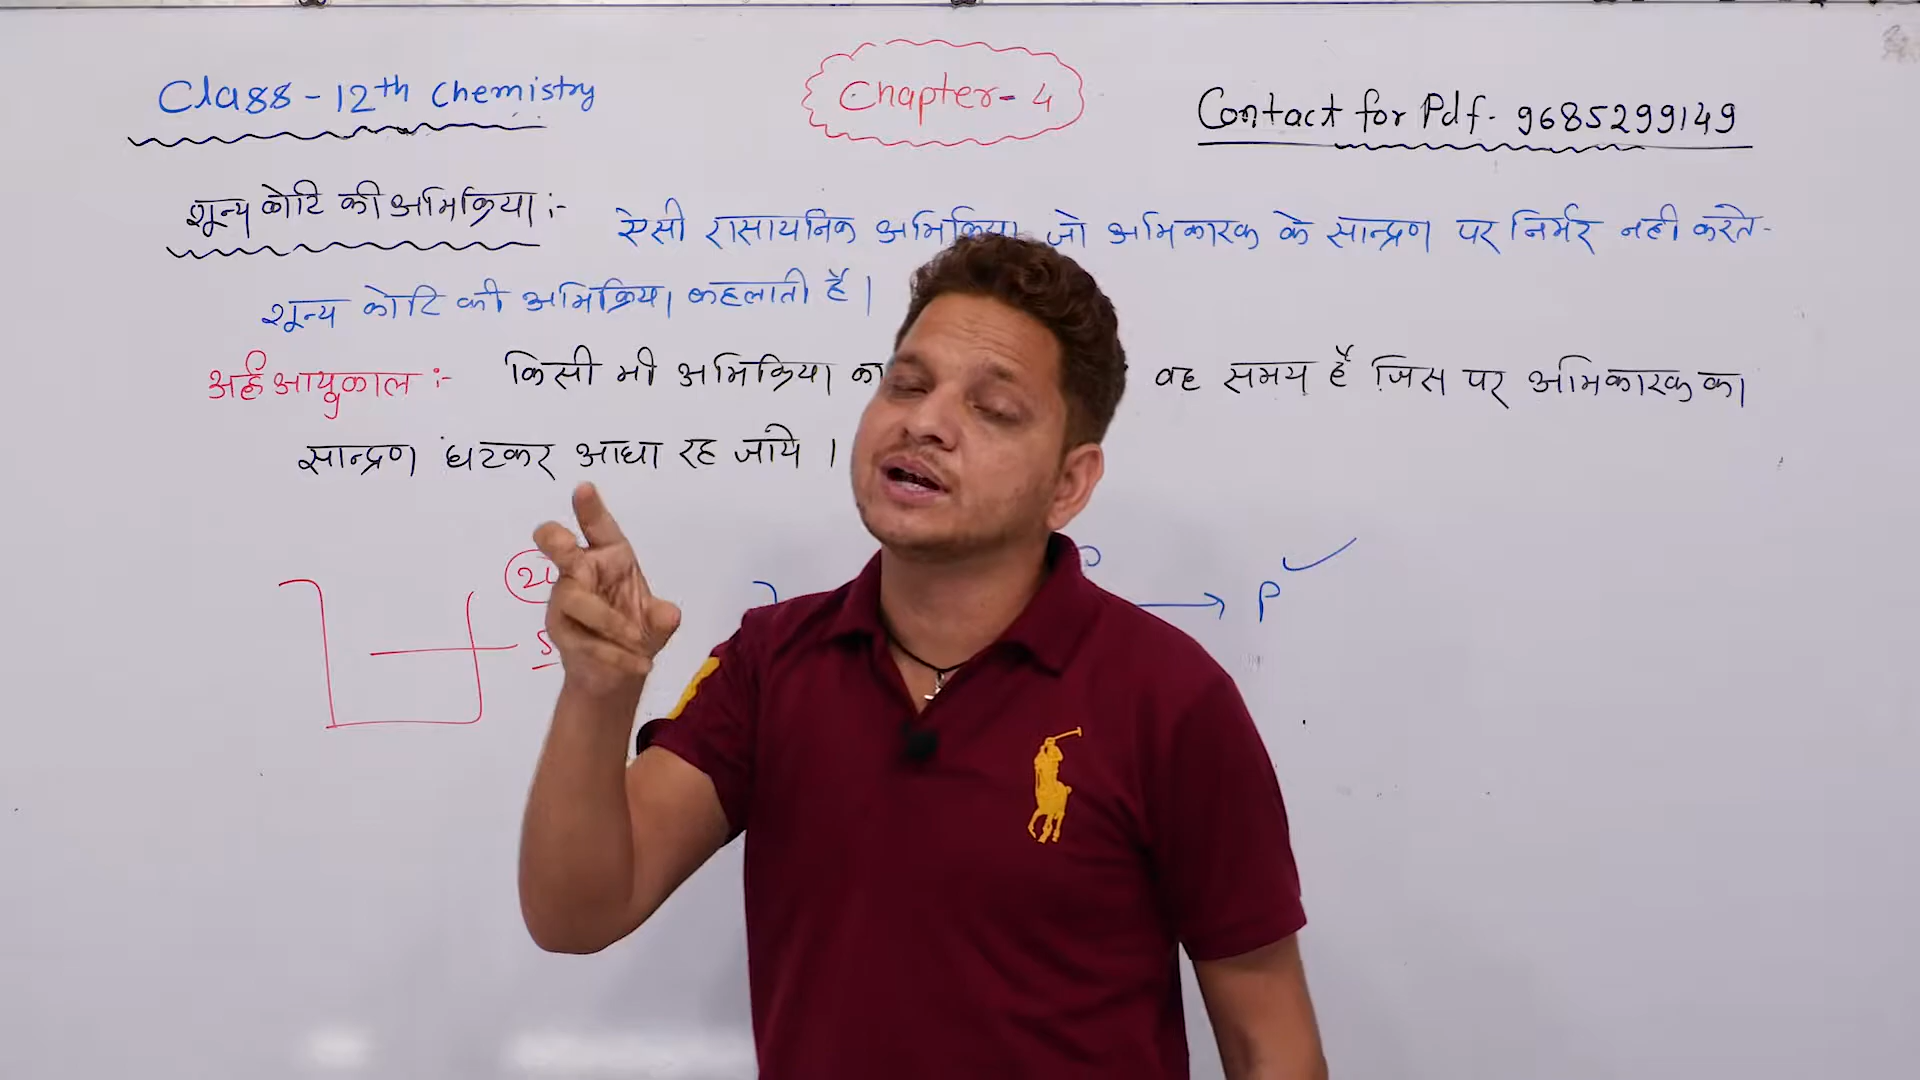 Class - 12th Chemistry
Chapter - 4
Contact for Pdf - 9685299149
शून्य कोटि की अभिक्रिया :-
ऐसी रासायनिक अभिक्रिया जो अभिकारक के सान्द्रण पर निर्भर नही करते -
शून्य कोटि की अभिक्रिया कहलाती है ।
अर्द्ध आयुकाल :- किसी भी अभिक्रिया का वह समय है जिस पर अभिकारक का
सान्द्रण घटकर आधा रह जाये ।
P